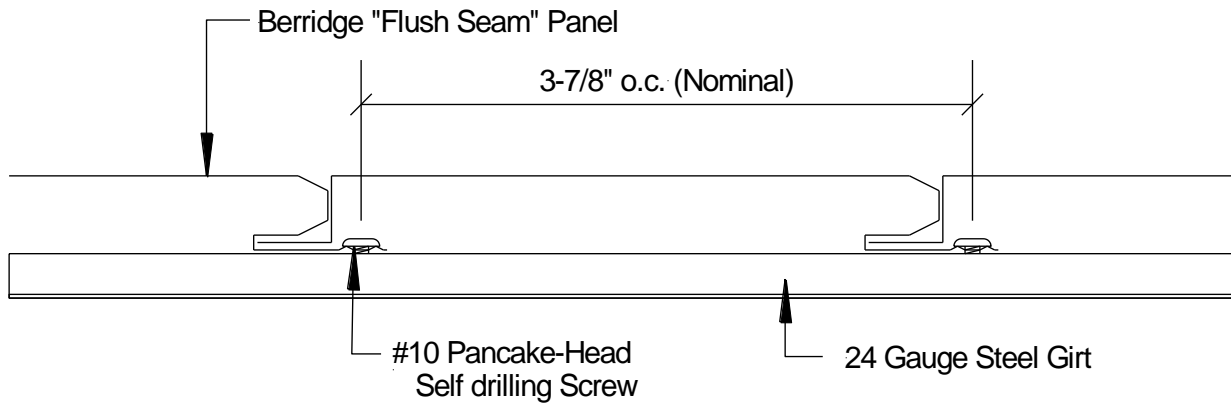 Berridge "Flush Seam" Panel
3-7/8" o.c. (Nominal)
#10 Pancake-Head
Self drilling Screw
24 Gauge Steel Girt